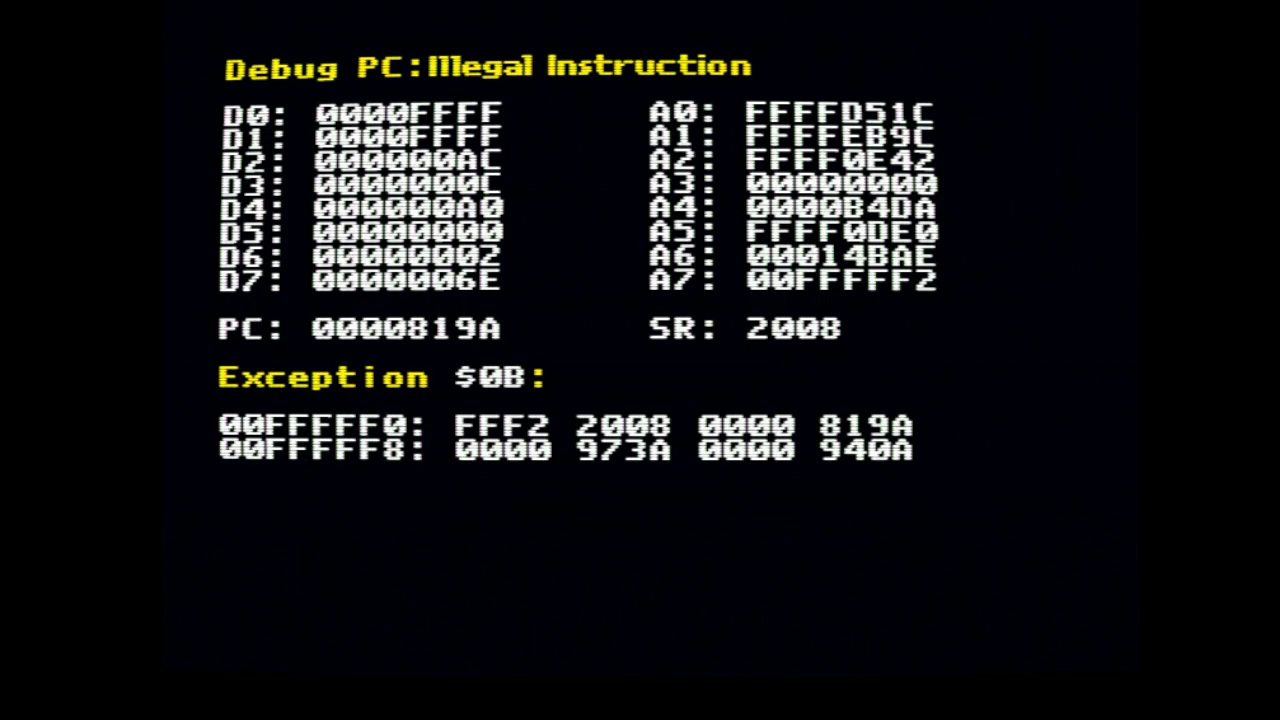 Debug PC:Illegal Instruction
D0: 0000FFFF A0: FFFFD51C
D1: 0000FFFF A1: FFFFEB9C
D2: 000000AC A2: FFFF0E42
D3: 0000000C A3: 00000000
D4: 000000A0 A4: 0000B4DA
D5: 00000000 A5: FFFF0DE0
D6: 00000002 A6: 00014BAE
D7: 0000006E A7: 00FFFFF2
PC: 0000819A SR: 2008
Exception $0B:
00FFFFF0: FFF2 2008 0000 819A
00FFFFF8: 0000 973A 0000 940A